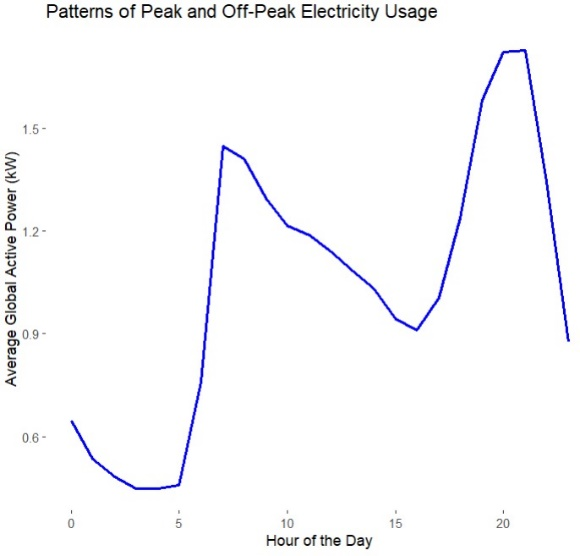 Patterns of Peak and Off-Peak Electricity Usage
Average Global Active Power (kW)
1.5
1.2
0.9
0.6
0 5 10 15 20
Hour of the Day